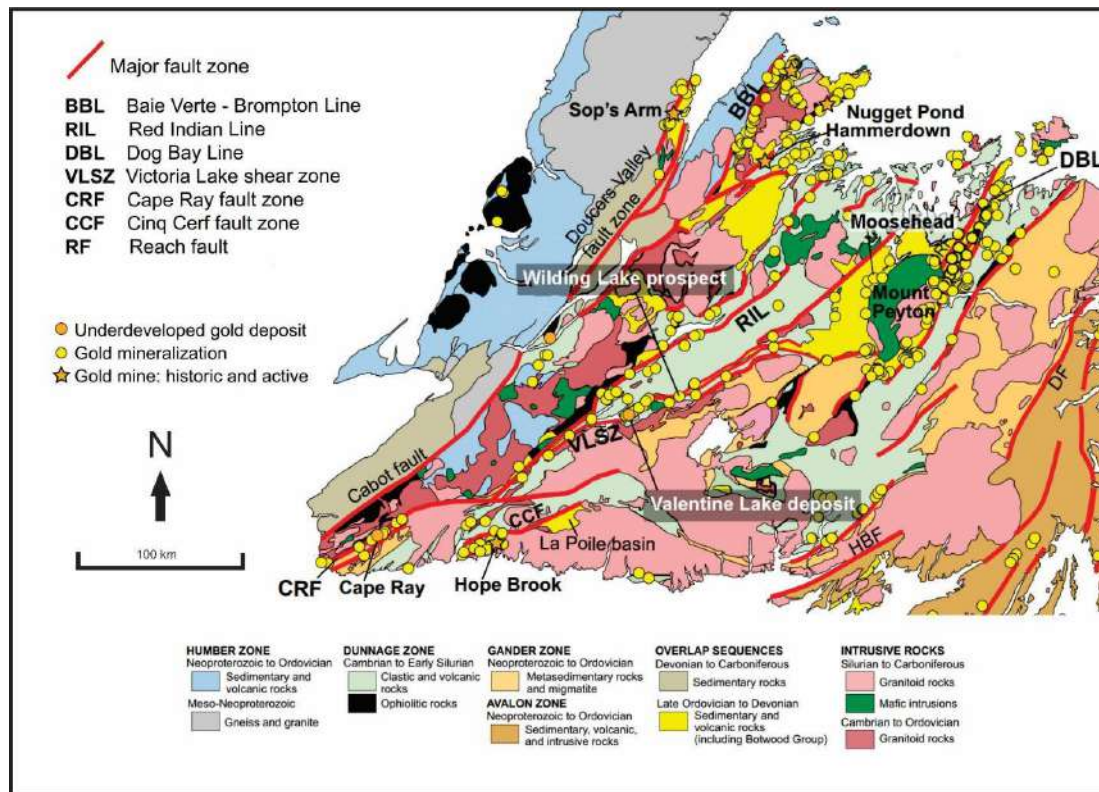 Major fault zone
BBL Baie Verte - Brompton Line
RIL Red Indian Line
DBL Dog Bay Line
VLSZ Victoria Lake shear zone
CRF Cape Ray fault zone
CCF Cinq Cerf fault zone
RF Reach fault
Underdeveloped gold deposit
Gold mineralization
Gold mine: historic and active
N
100 km
Sop's Arm
BBL
Nugget Pond
Hammerdown
DBL
Doucers Valley
fault zone
Moosehead
Wilding Lake prospect
Mount
Peyton
RIL
DF
VLSZ
Cabot fault
Valentine Lake deposit
CCF
La Poile basin
HBF
CRF
Cape Ray
Hope Brook
HUMBER ZONE
Neoproterozoic to Ordovician
Sedimentary and
volcanic rocks
Meso-Neoproterozoic
Gneiss and granite
DUNNAGE ZONE
Cambrian to Early Silurian
Clastic and volcanic
rocks
Ophiolitic rocks
GANDER ZONE
Neoproterozoic to Ordovician
Metasedimentary rocks
and migmatite
AVALON ZONE
Neoproterozoic to Ordovician
Sedimentary, volcanic,
and intrusive rocks
OVERLAP SEQUENCES
Devonian to Carboniferous
Sedimentary rocks
Late Ordovician to Devonian
Sedimentary and
volcanic rocks
(including Botwood Group)
INTRUSIVE ROCKS
Silurian to Carboniferous
Granitoid rocks
Mafic intrusions
Cambrian to Ordovician
Granitoid rocks